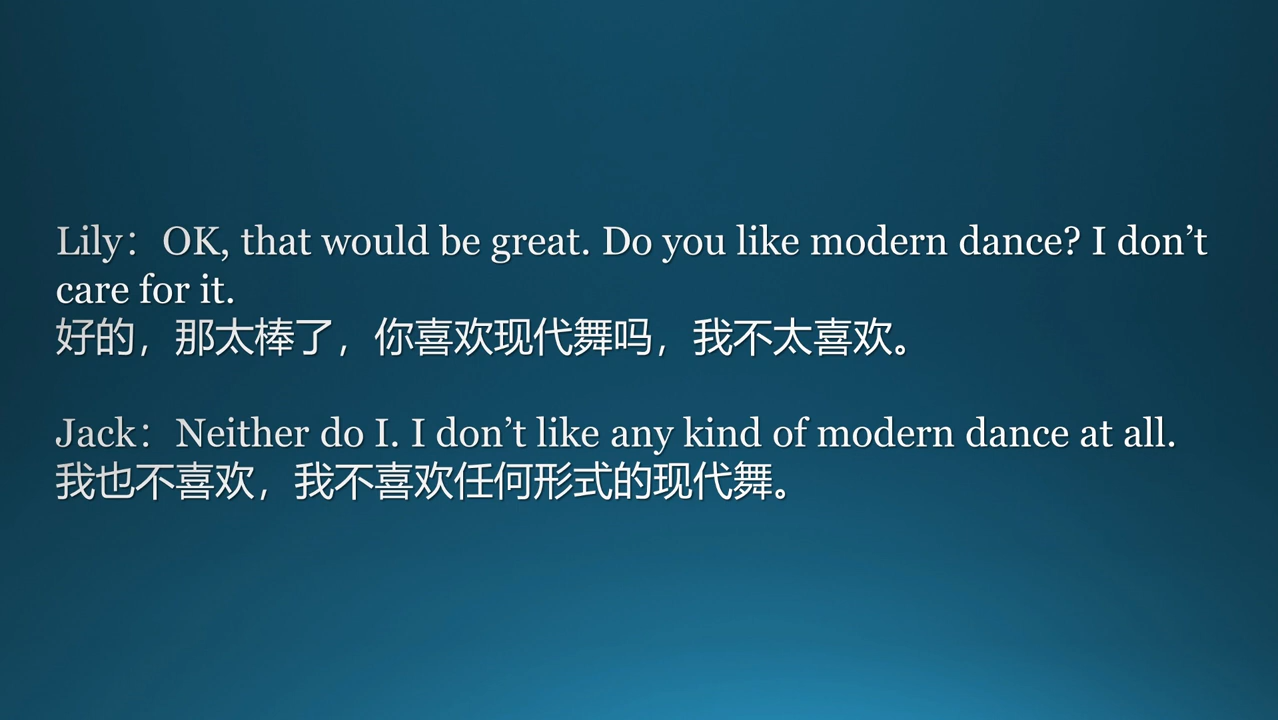 Lily：OK, that would be great. Do you like modern dance? I don’t
care for it.
好的，那太棒了，你喜欢现代舞吗，我不太喜欢。
Jack：Neither do I. I don’t like any kind of modern dance at all.
我也不喜欢，我不喜欢任何形式的现代舞。